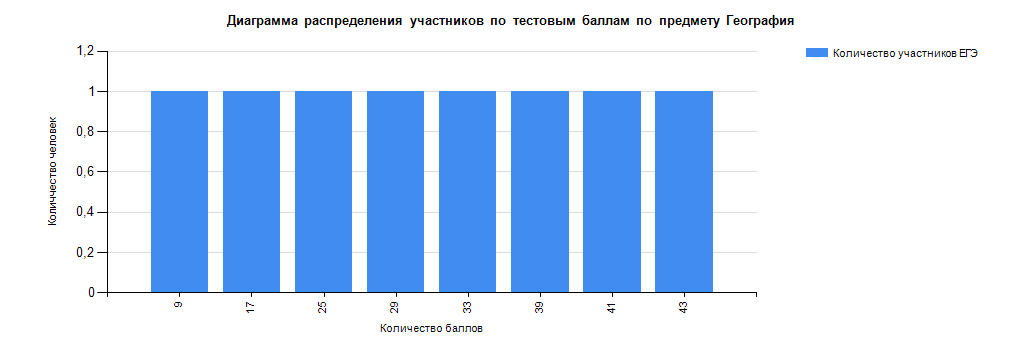 Диаграмма распределения участников по тестовым баллам по предмету География
Количество участников ЕГЭ
Количчество человек
1,2
1
0,8
0,6
0,4
0,2
0
9 17 25 29 33 39 41 43
Количество баллов